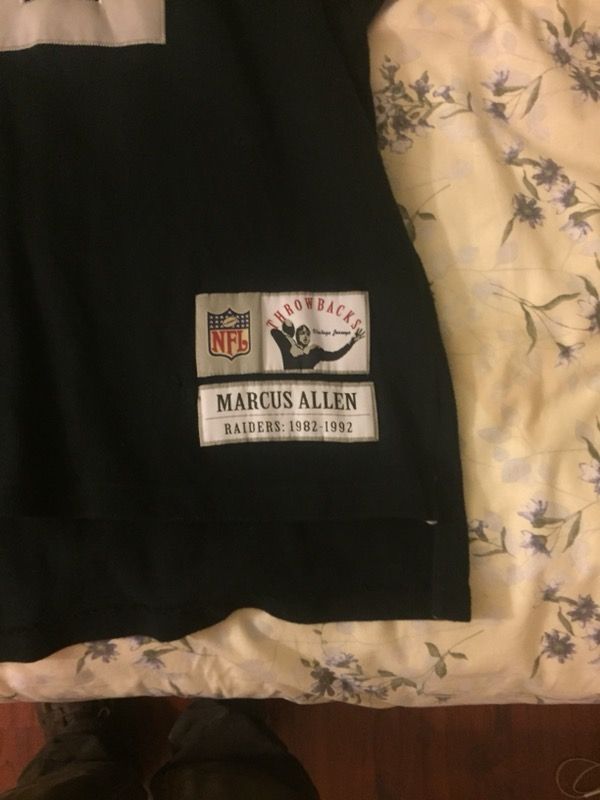 NFL
THROWBACKS
Vintage Jerseys
MARCUS ALLEN
RAIDERS: 1982-1992